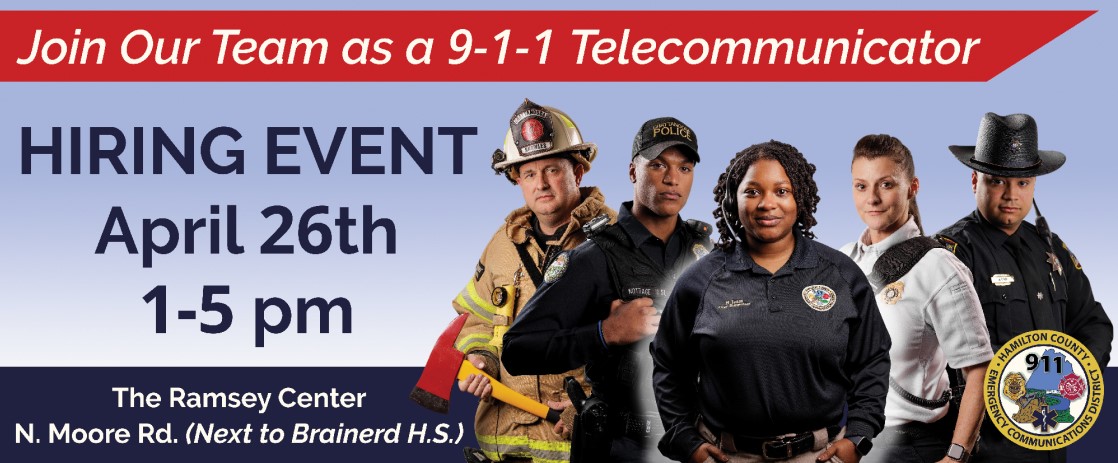 Join Our Team as a 9-1-1 Telecommunicator
HIRING EVENT
April 26th
1-5 pm
The Ramsey Center
N. Moore Rd. (Next to Brainerd H.S.)
POLICE
HAMILTON COUNTY
911
EMERGENCY COMMUNICATIONS DISTRICT